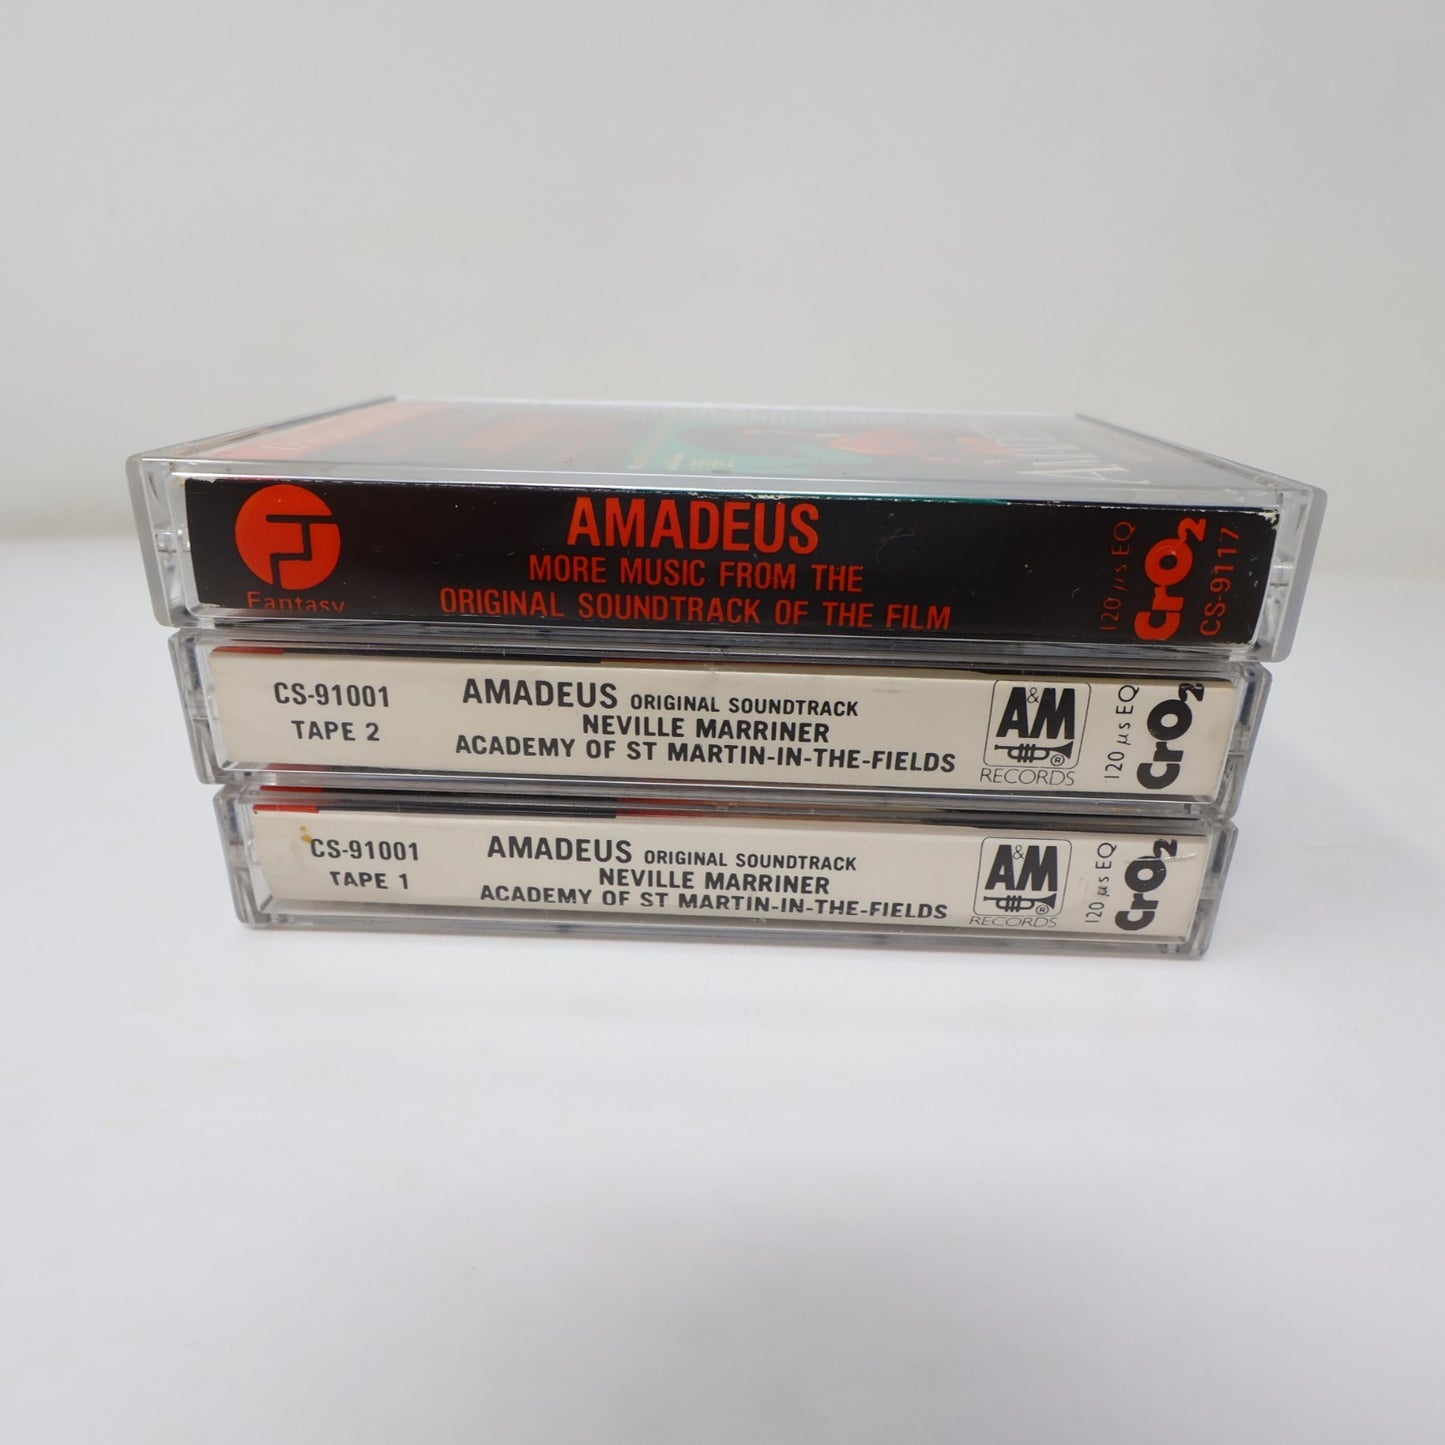 Fantasy
AMADEUS
MORE MUSIC FROM THE
ORIGINAL SOUNDTRACK OF THE FILM
120 µs EQ
CrO2
CS-9117
CS-91001
TAPE 2
AMADEUS ORIGINAL SOUNDTRACK
NEVILLE MARRINER
ACADEMY OF ST MARTIN-IN-THE-FIELDS
A&M ®
RECORDS
120 µs EQ
CrO2
CS-91001
TAPE 1
AMADEUS ORIGINAL SOUNDTRACK
NEVILLE MARRINER
ACADEMY OF ST MARTIN-IN-THE-FIELDS
A&M ®
RECORDS
120 µs EQ
CrO2